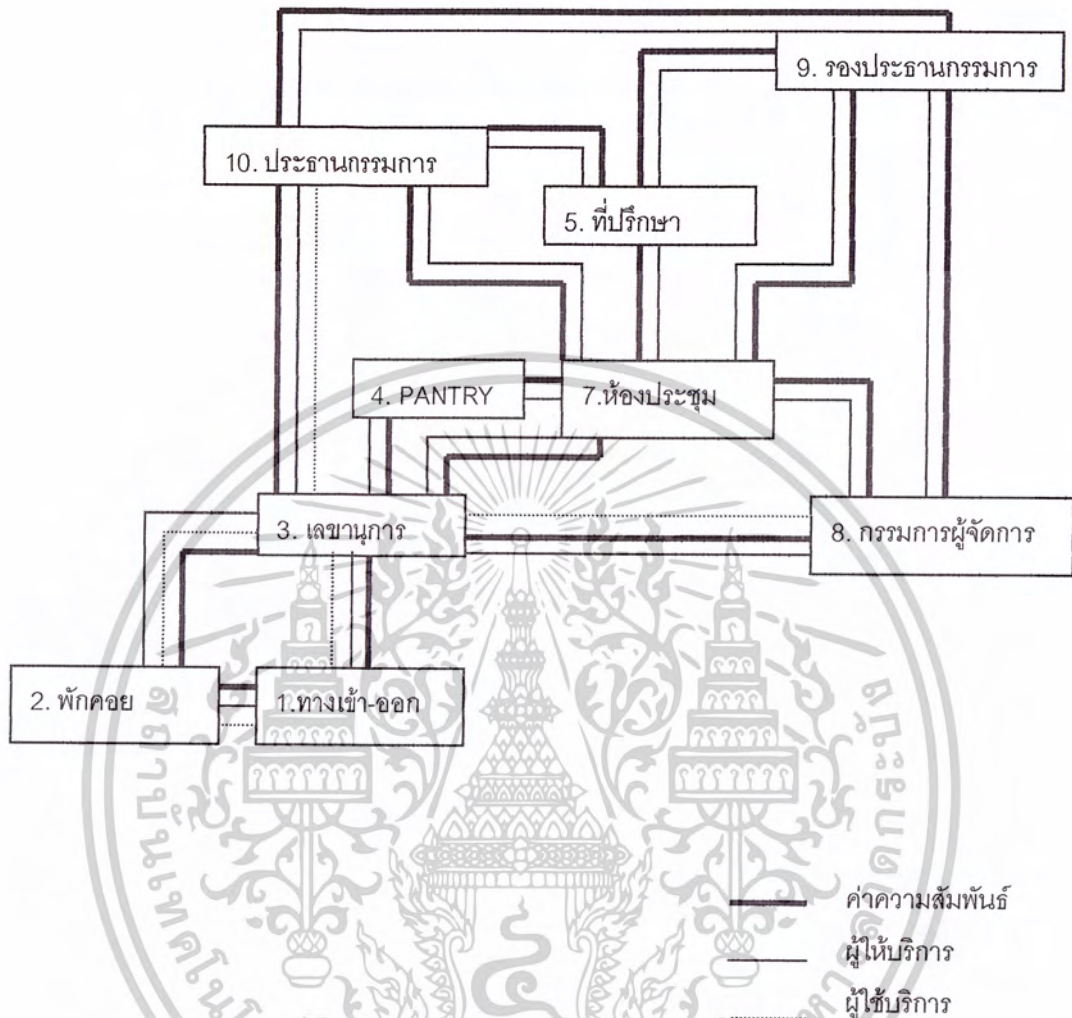 9. รองประธานกรรมการ
10. ประธานกรรมการ
5. ที่ปรึกษา
4. PANTRY
7.ห้องประชุม
3. เลขานุการ
8. กรรมการผู้จัดการ
2. พักคอย
1.ทางเข้า-ออก
ค่าความสัมพันธ์
ผู้ให้บริการ
ผู้ใช้บริการ